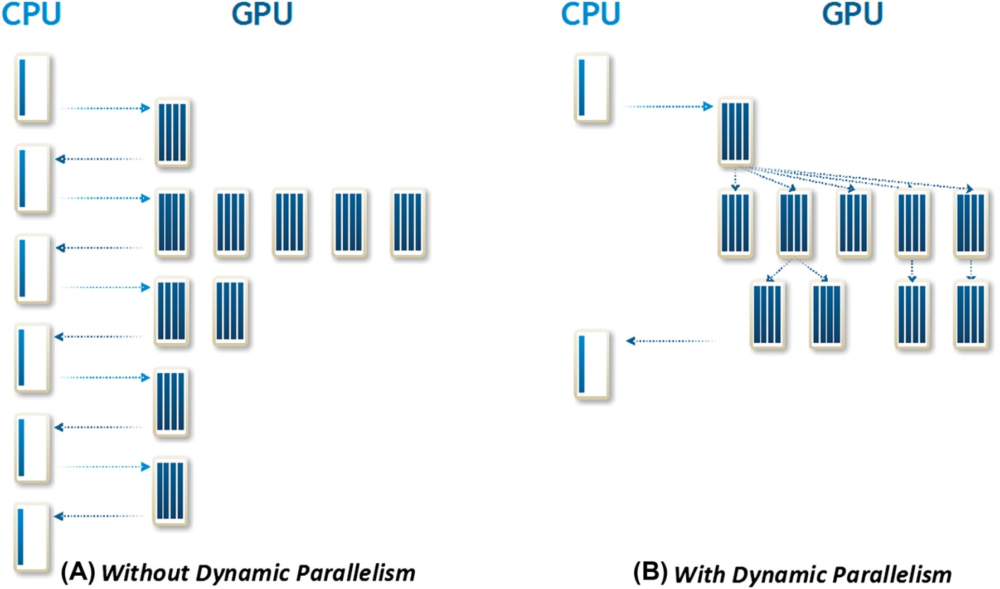 CPU
GPU
CPU
GPU
(A) Without Dynamic Parallelism
(B) With Dynamic Parallelism